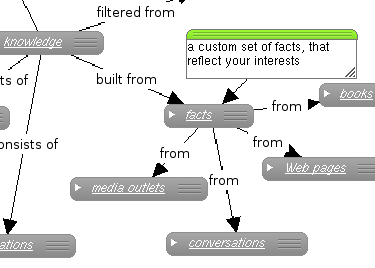 filtered from
knowledge
a custom set of facts, that
reflect your interests
ts of
built from
books
facts
from
onsists of
from
from
Web pages
media outlets
from
conversations
ations